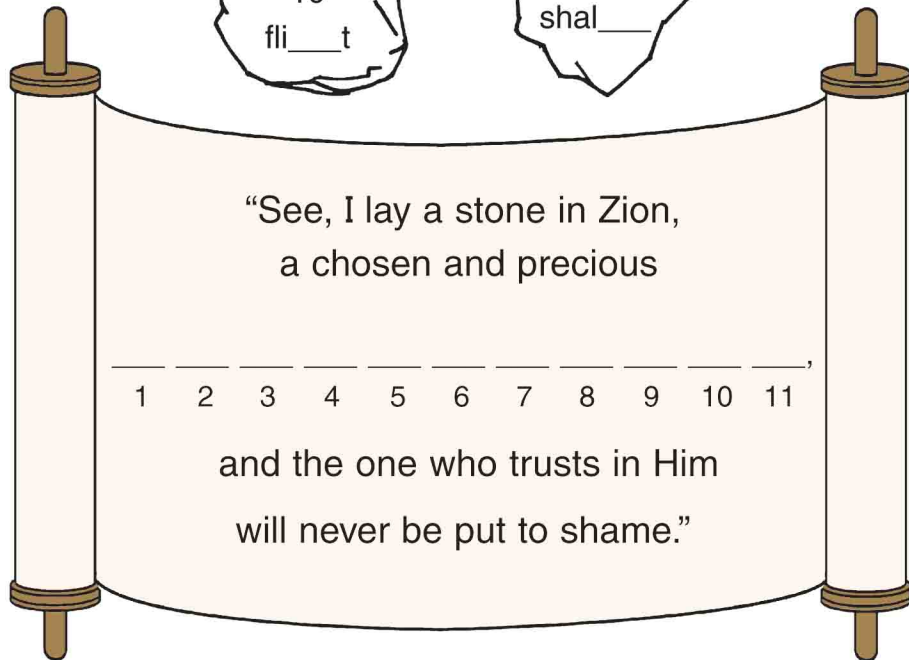 fli___t
shal___
“See, I lay a stone in Zion,
a chosen and precious
___ ___ ___ ___ ___ ___ ___ ___ ___ ___ ___,
1 2 3 4 5 6 7 8 9 10 11
and the one who trusts in Him
will never be put to shame.”